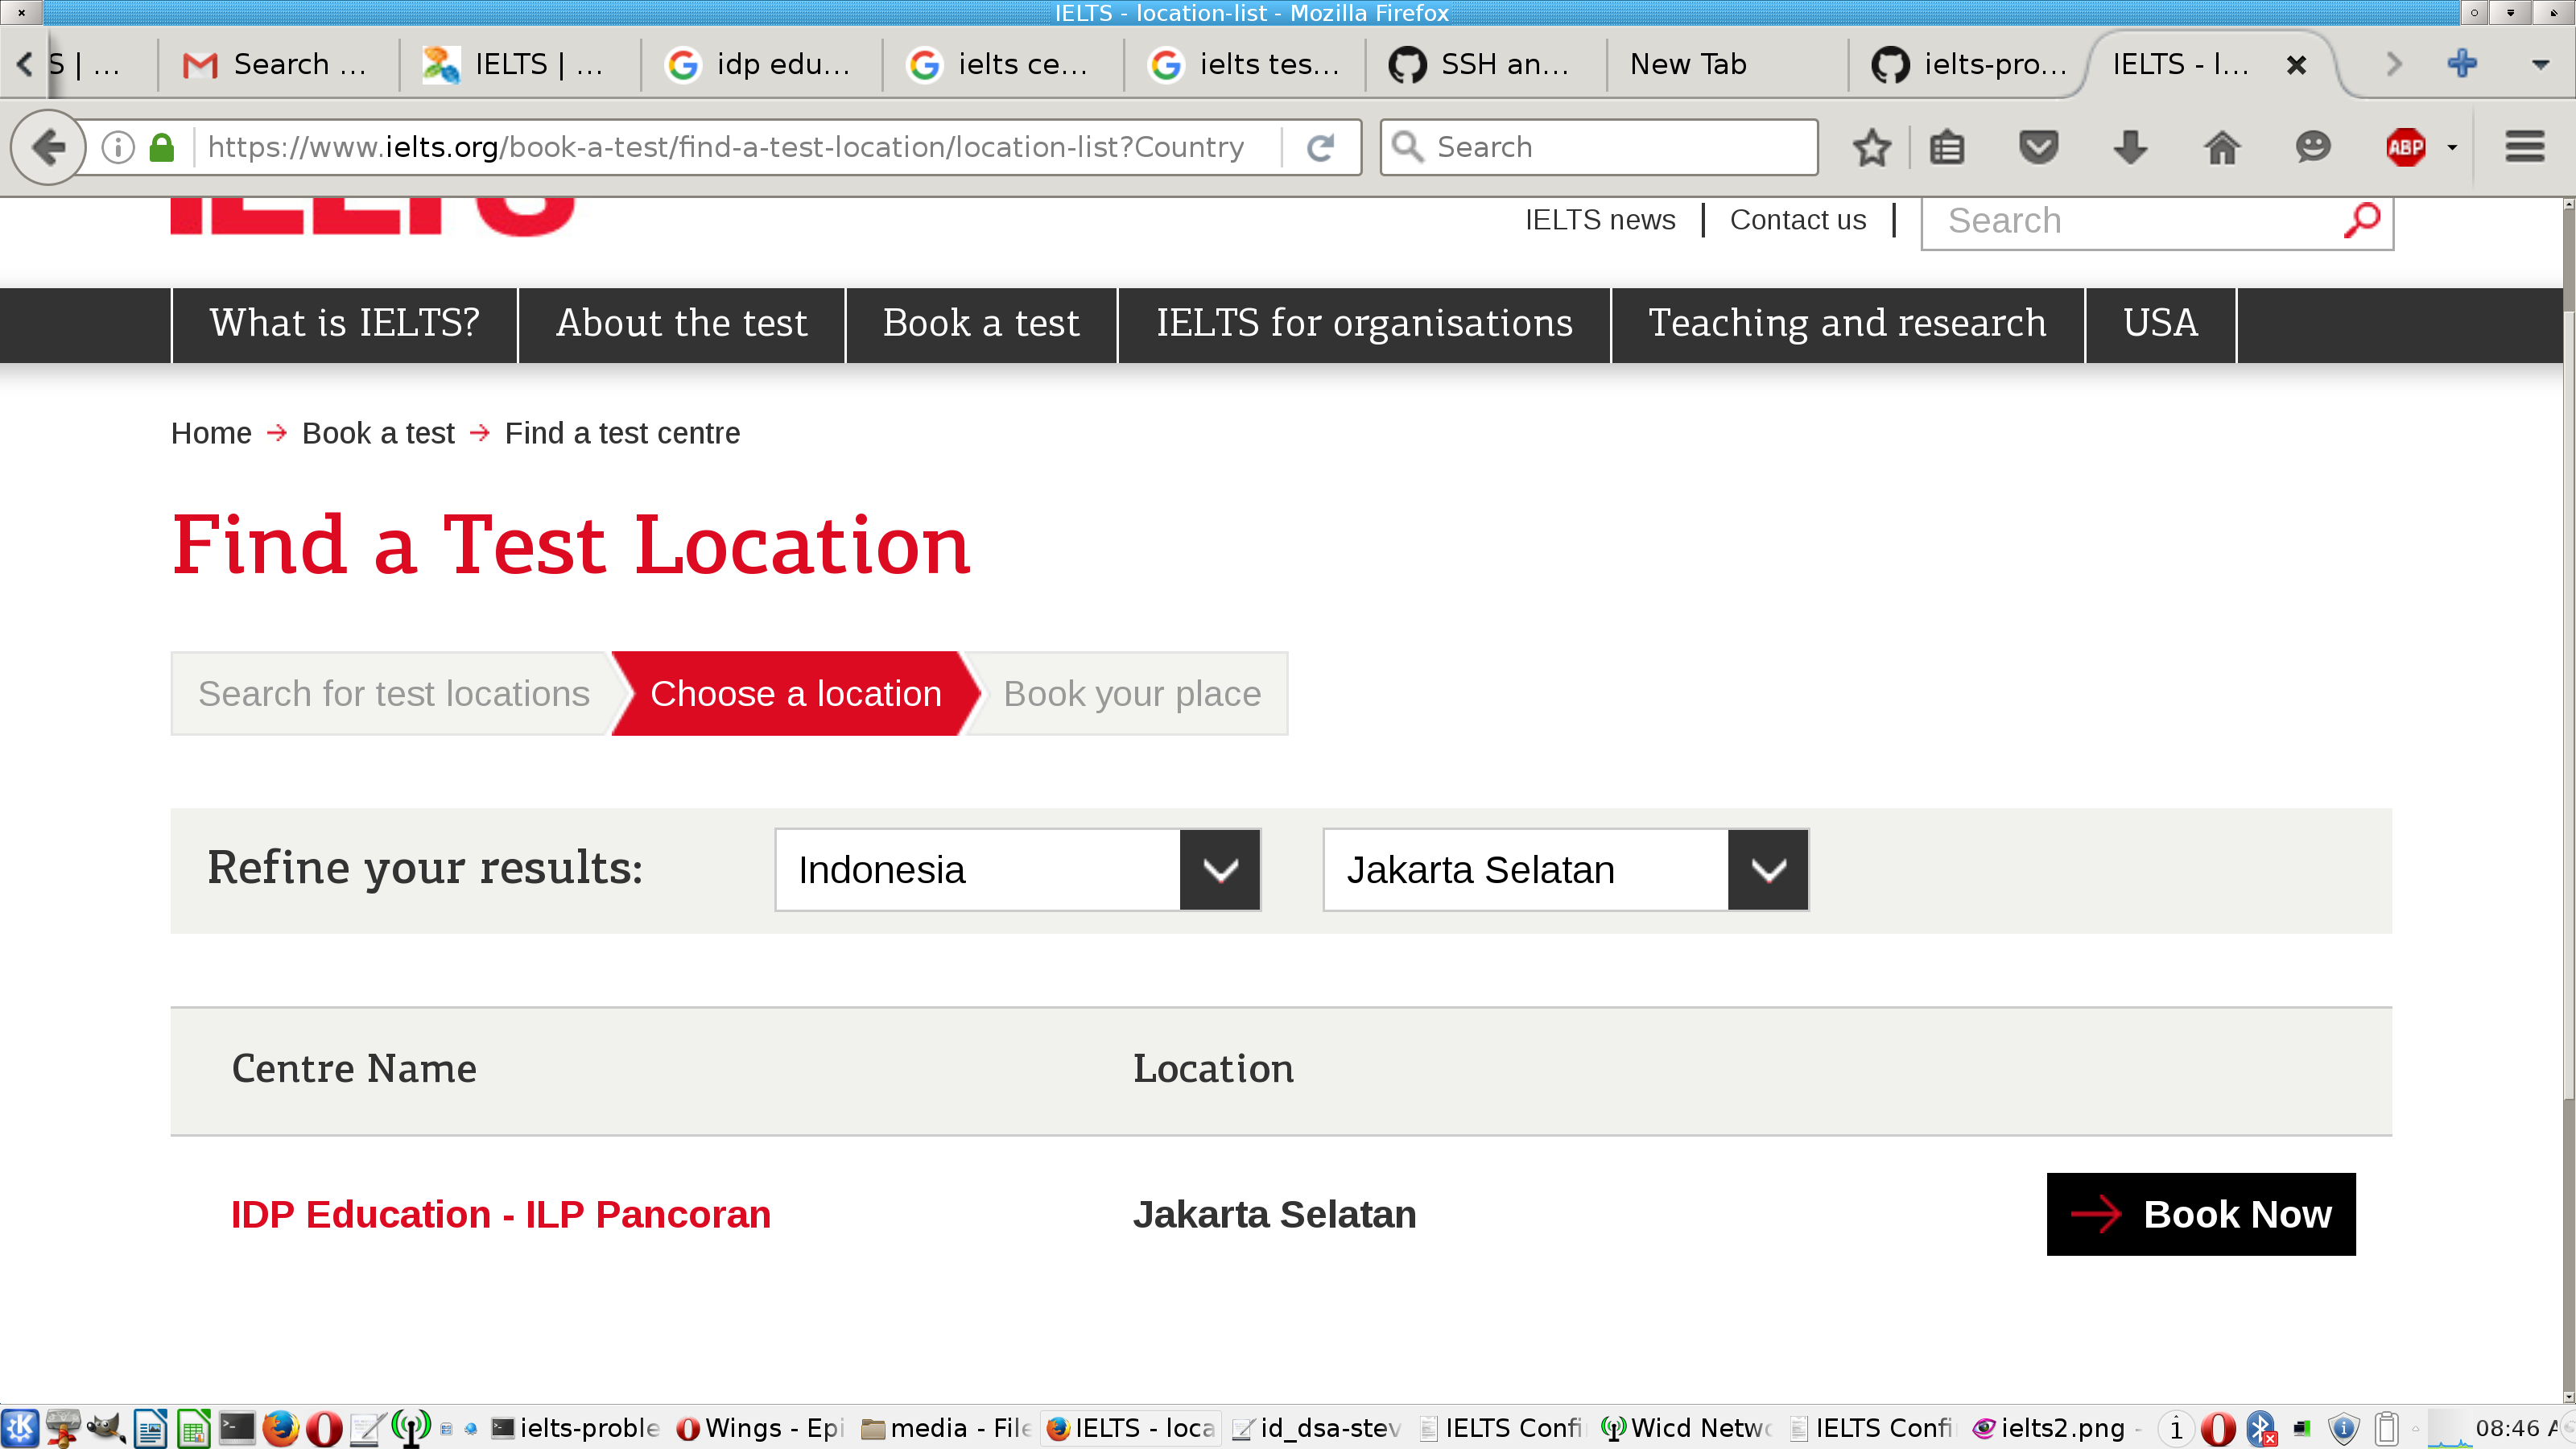 IELTS - location-list - Mozilla Firefox
S | ...
Search ...
IELTS | ...
idp edu...
ielts ce...
ielts tes...
SSH an...
New Tab
ielts-pro...
IELTS - l...
https://www.ielts.org/book-a-test/find-a-test-location/location-list?Country
Search
ABP
IELTS
IELTS news | Contact us |
Search
What is IELTS?
About the test
Book a test
IELTS for organisations
Teaching and research
USA
Home → Book a test → Find a test centre
Find a Test Location
Search for test locations
Choose a location
Book your place
Refine your results:
Indonesia
Jakarta Selatan
Centre Name
Location
IDP Education - ILP Pancoran
Jakarta Selatan
Book Now
ielts-proble
Wings - Epi
media - File
IELTS - loca
id_dsa-stev
IELTS Confi
Wicd Netwo
IELTS Confi
ielts2.png -
08:46 A